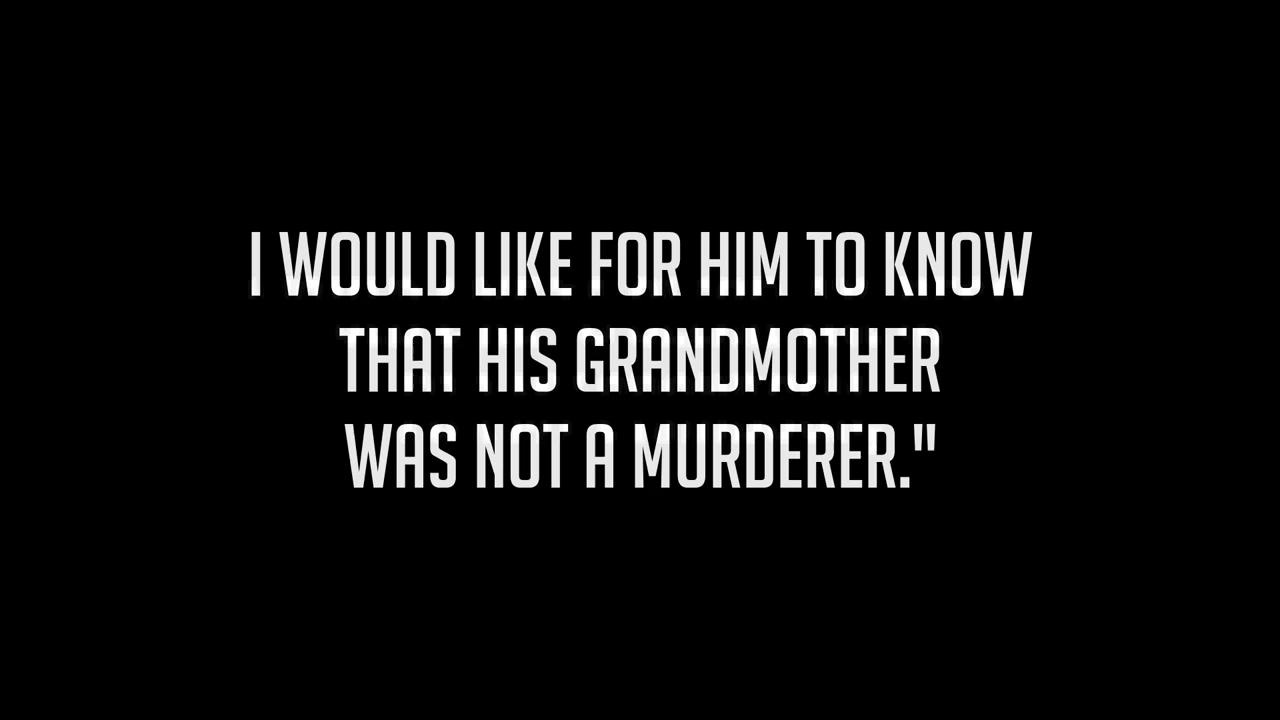 I WOULD LIKE FOR HIM TO KNOW
THAT HIS GRANDMOTHER
WAS NOT A MURDERER."